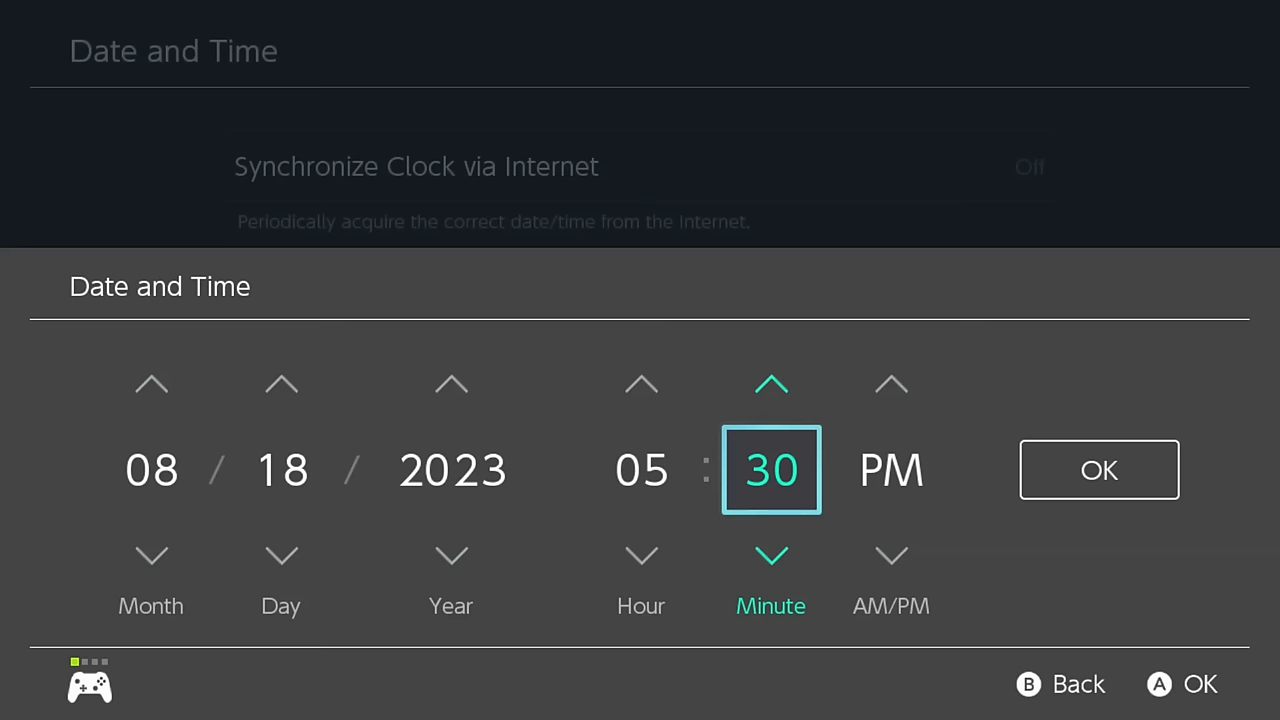 Date and Time
Synchronize Clock via Internet Off
Periodically acquire the correct date/time from the Internet.
Date and Time
08 / 18 / 2023 05 : 30 PM OK
Month Day Year Hour Minute AM/PM
B Back A OK